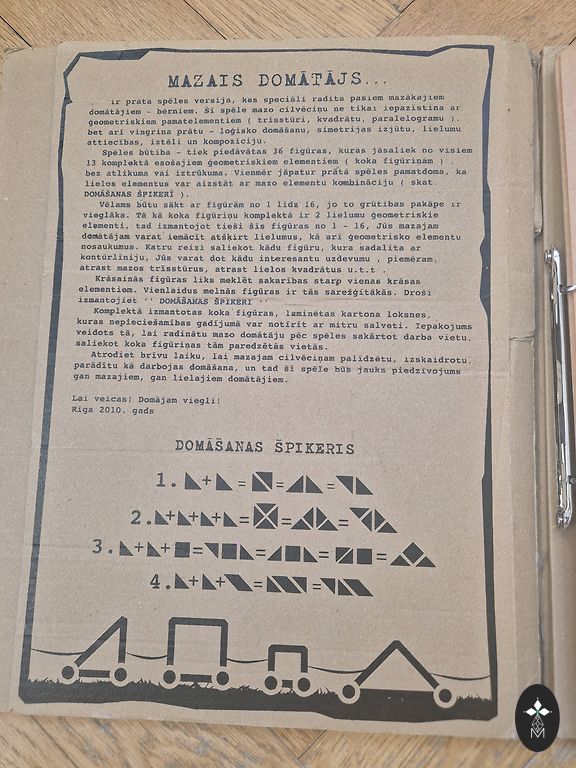 MAZAIS DOMĀTĀJS...
... ir prāta spēles versija, kas speciāli radīta pašiem mazākajiem
domātājiem - bērniem. Šī spēle mazo cilvēciņu ne tikai iepazīstina ar
ģeometriskiem pamatelementiem ( trīsstūri, kvadrātu, paralelogramu ),
bet arī vingrina prātu - loģisko domāšanu, simetrijas izjūtu, lielumu
attiecības, iztēli un kompozīciju.
Spēles būtība - tiek piedāvātas 36 figūras, kuras jāsaliek no visiem
13 komplektā esošajiem ģeometriskiem elementiem ( koka figūriņām ) ,
bez atlikuma vai iztrūkuma. Vienmēr jāpatur prātā spēles pamatdoma, ka
lielos elementus var aizstāt ar mazo elementu kombināciju ( skat.
DOMĀŠANAS ŠPIKERĪ ).
Vēlams būtu sākt ar figūrām no 1 līdz 16, jo to grūtības pakāpe ir
vieglāka. Tā kā koka figūriņu komplektā ir 2 lielumu ģeometriskie
elementi, tad izmantojot tieši šīs figūras no 1 - 16, Jūs mazajam
domātājam varat iemācīt atšķirt lielumus, kā arī ģeometrisko elementu
nosaukumus. Katru reizi saliekot kādu figūru, kura sadalīta ar
kontūrlīniju, Jūs varat dot kādu interesantu uzdevumu , piemēram,
atrast mazos trīsstūrus, atrast lielos kvadrātus u.t.t .
Krāsainās figūras liks meklēt sakarības starp vienas krāsas
elementiem. Vienlaidus melnās figūras ir tās sarežģītākās. Droši
izmantojiet '' DOMĀŠANAS ŠPIKERI ''
Komplektā izmantotas koka figūras, laminētas kartona loksnes,
kuras nepieciešamības gadījumā var notīrīt ar mitru salveti. Iepakojums
veidots tā, lai radinātu mazo domātāju pēc spēles sakārtot darba vietu,
saliekot koka figūriņas tām paredzētās vietās.
Atrodiet brīvu laiku, lai mazajam cilvēciņam palīdzētu, izskaidrotu,
parādītu kā darbojas domāšana, un tad šī spēle būs jauks piedzīvojums
gan mazajiem, gan lielajiem domātājiem.
Lai veicas! Domājam viegli!
Rīga 2010. gads
DOMĀŠANAS ŠPIKERIS
1. + = = =
2. + + + = = =
3. + + = = = =
4. + + = =
M